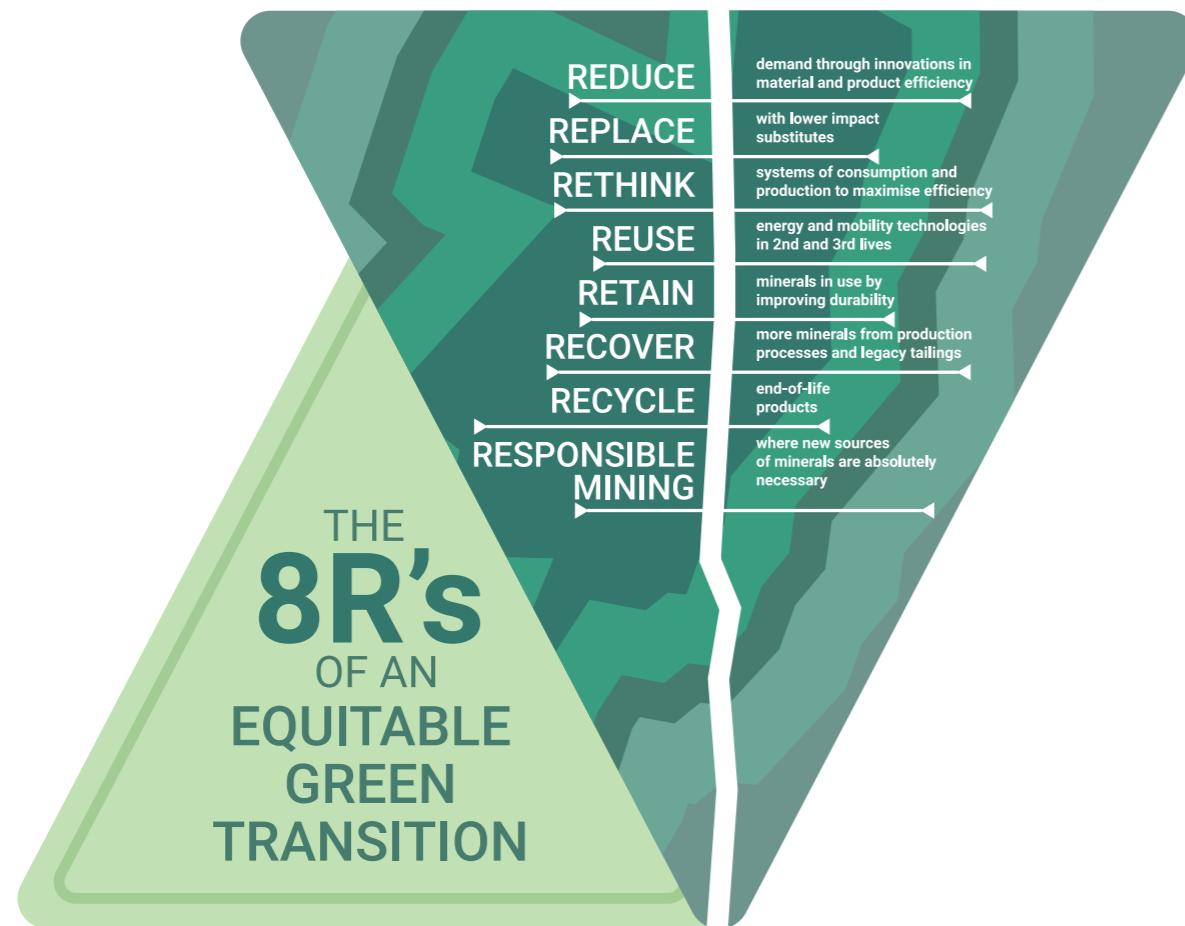 THE
8R's
OF AN
EQUITABLE
GREEN
TRANSITION
REDUCE
demand through innovations in
material and product efficiency
REPLACE
with lower impact
substitutes
RETHINK
systems of consumption and
production to maximise efficiency
REUSE
energy and mobility technologies
in 2nd and 3rd lives
RETAIN
minerals in use by
improving durability
RECOVER
more minerals from production
processes and legacy tailings
RECYCLE
end-of-life
products
RESPONSIBLE
MINING
where new sources
of minerals are absolutely
necessary